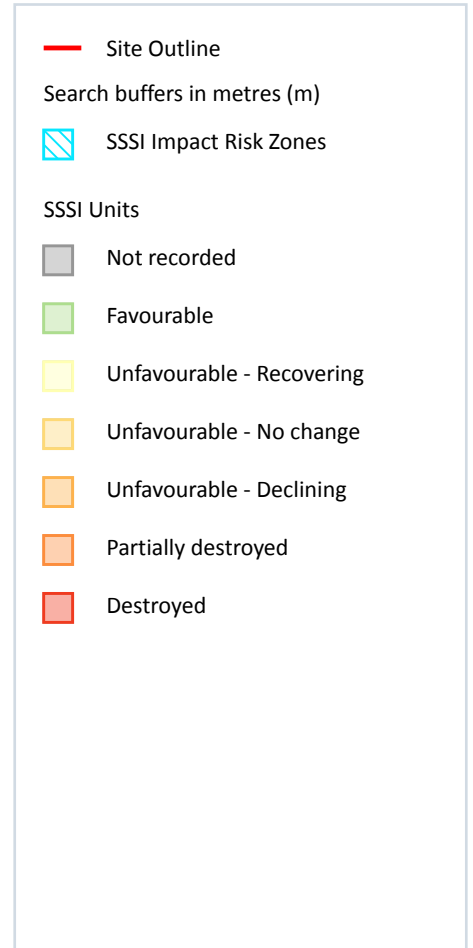 Site Outline
Search buffers in metres (m)
SSSI Impact Risk Zones
SSSI Units
Not recorded
Favourable
Unfavourable - Recovering
Unfavourable - No change
Unfavourable - Declining
Partially destroyed
Destroyed